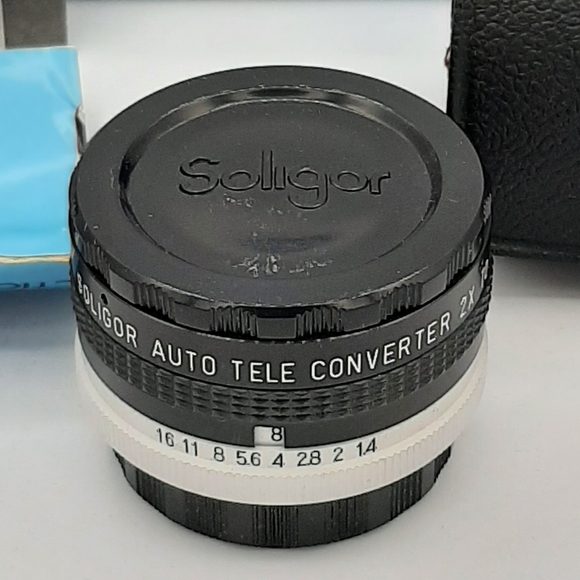 Soligor
SOLIGOR AUTO TELE CONVERTER 2X
8
16 11 8 5.6 4 2.8 2 1.4